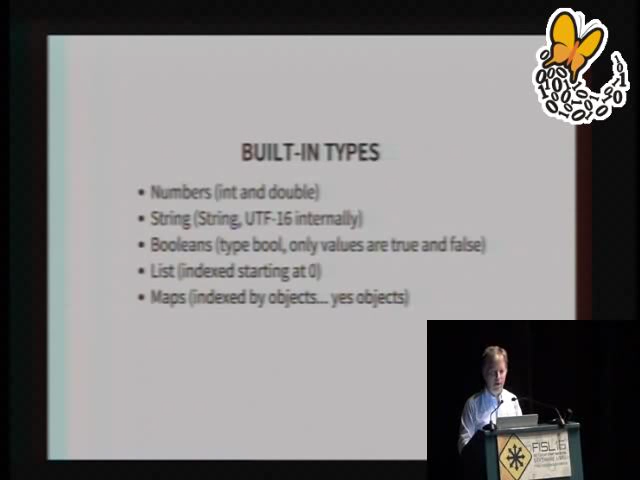 BUILT-IN TYPES
• Numbers (int and double)
• String (String, UTF-16 internally)
• Booleans (type bool, only values are true and false)
• List (indexed starting at 0)
• Maps (indexed by objects... yes objects)
FISL16